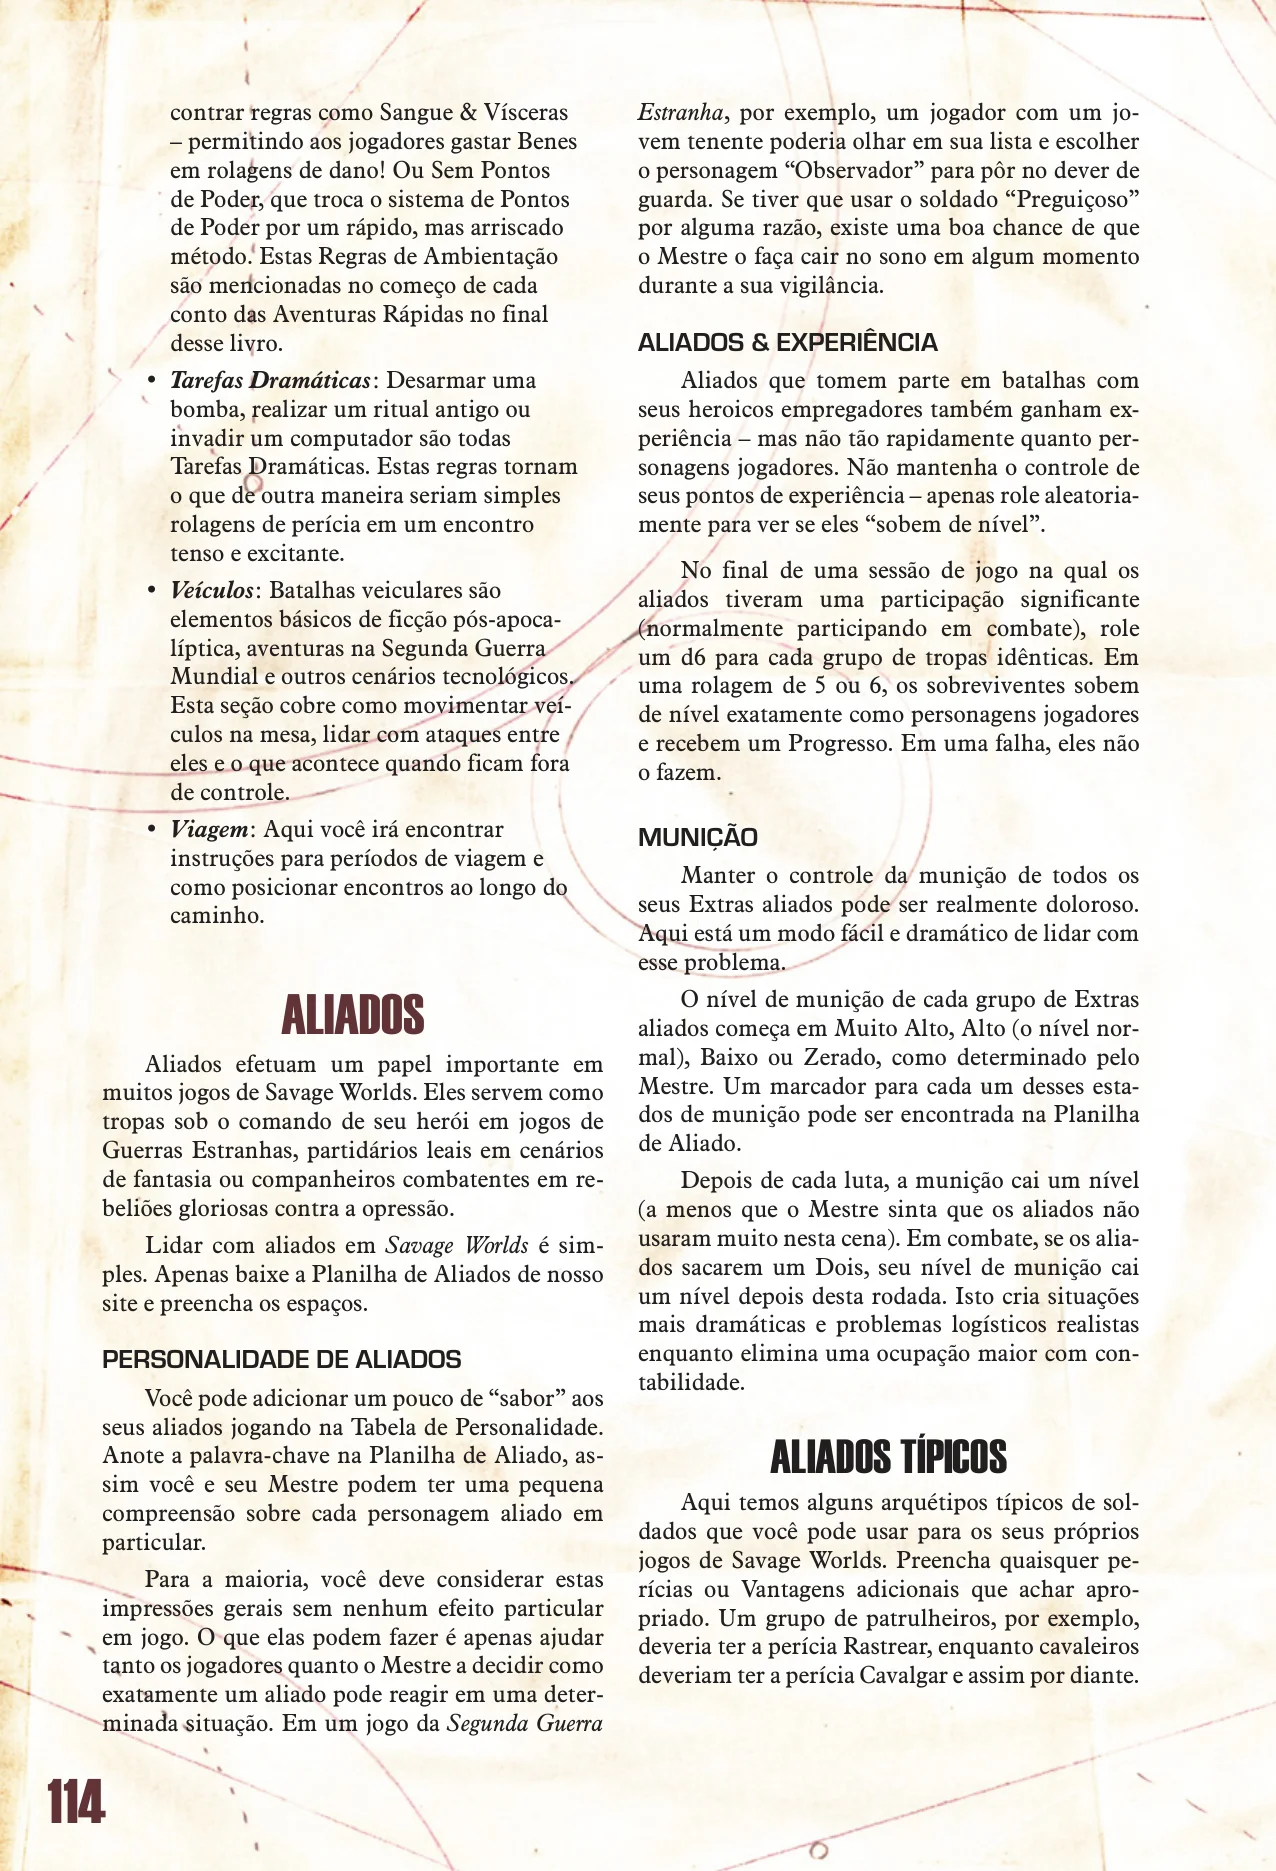 contrar regras como Sangue & Vísceras
– permitindo aos jogadores gastar Benes
em rolagens de dano! Ou Sem Pontos
de Poder, que troca o sistema de Pontos
de Poder por um rápido, mas arriscado
método. Estas Regras de Ambientação
são mencionadas no começo de cada
conto das Aventuras Rápidas no final
desse livro.
• Tarefas Dramáticas: Desarmar uma
bomba, realizar um ritual antigo ou
invadir um computador são todas
Tarefas Dramáticas. Estas regras tornam
o que de outra maneira seriam simples
rolagens de perícia em um encontro
tenso e excitante.
• Veículos: Batalhas veiculares são
elementos básicos de ficção pós-apoca-
líptica, aventuras na Segunda Guerra
Mundial e outros cenários tecnológicos.
Esta seção cobre como movimentar veí-
culos na mesa, lidar com ataques entre
eles e o que acontece quando ficam fora
de controle.
• Viagem: Aqui você irá encontrar
instruções para períodos de viagem e
como posicionar encontros ao longo do
caminho.
ALIADOS
Aliados efetuam um papel importante em
muitos jogos de Savage Worlds. Eles servem como
tropas sob o comando de seu herói em jogos de
Guerras Estranhas, partidários leais em cenários
de fantasia ou companheiros combatentes em re-
beliões gloriosas contra a opressão.
Lidar com aliados em Savage Worlds é sim-
ples. Apenas baixe a Planilha de Aliados de nosso
site e preencha os espaços.
PERSONALIDADE DE ALIADOS
Você pode adicionar um pouco de “sabor” aos
seus aliados jogando na Tabela de Personalidade.
Anote a palavra-chave na Planilha de Aliado, as-
sim você e seu Mestre podem ter uma pequena
compreensão sobre cada personagem aliado em
particular.
Para a maioria, você deve considerar estas
impressões gerais sem nenhum efeito particular
em jogo. O que elas podem fazer é apenas ajudar
tanto os jogadores quanto o Mestre a decidir como
exatamente um aliado pode reagir em uma deter-
minada situação. Em um jogo da Segunda Guerra
Estranha, por exemplo, um jogador com um jo-
vem tenente poderia olhar em sua lista e escolher
o personagem “Observador” para pôr no dever de
guarda. Se tiver que usar o soldado “Preguiçoso”
por alguma razão, existe uma boa chance de que
o Mestre o faça cair no sono em algum momento
durante a sua vigilância.
ALIADOS & EXPERIÊNCIA
Aliados que tomem parte em batalhas com
seus heroicos empregadores também ganham ex-
periência – mas não tão rapidamente quanto per-
sonagens jogadores. Não mantenha o controle de
seus pontos de experiência – apenas role aleatoria-
mente para ver se eles “sobem de nível”.
No final de uma sessão de jogo na qual os
aliados tiveram uma participação significante
(normalmente participando em combate), role
um d6 para cada grupo de tropas idênticas. Em
uma rolagem de 5 ou 6, os sobreviventes sobem
de nível exatamente como personagens jogadores
e recebem um Progresso. Em uma falha, eles não
o fazem.
MUNIÇÃO
Manter o controle da munição de todos os
seus Extras aliados pode ser realmente doloroso.
Aqui está um modo fácil e dramático de lidar com
esse problema.
O nível de munição de cada grupo de Extras
aliados começa em Muito Alto, Alto (o nível nor-
mal), Baixo ou Zerado, como determinado pelo
Mestre. Um marcador para cada um desses esta-
dos de munição pode ser encontrada na Planilha
de Aliado.
Depois de cada luta, a munição cai um nível
(a menos que o Mestre sinta que os aliados não
usaram muito nesta cena). Em combate, se os alia-
dos sacarem um Dois, seu nível de munição cai
um nível depois desta rodada. Isto cria situações
mais dramáticas e problemas logísticos realistas
enquanto elimina uma ocupação maior com con-
tabilidade.
ALIADOS TÍPICOS
Aqui temos alguns arquétipos típicos de sol-
dados que você pode usar para os seus próprios
jogos de Savage Worlds. Preencha quaisquer pe-
rícias ou Vantagens adicionais que achar apro-
priado. Um grupo de patrulheiros, por exemplo,
deveria ter a perícia Rastrear, enquanto cavaleiros
deveriam ter a perícia Cavalgar e assim por diante.
114